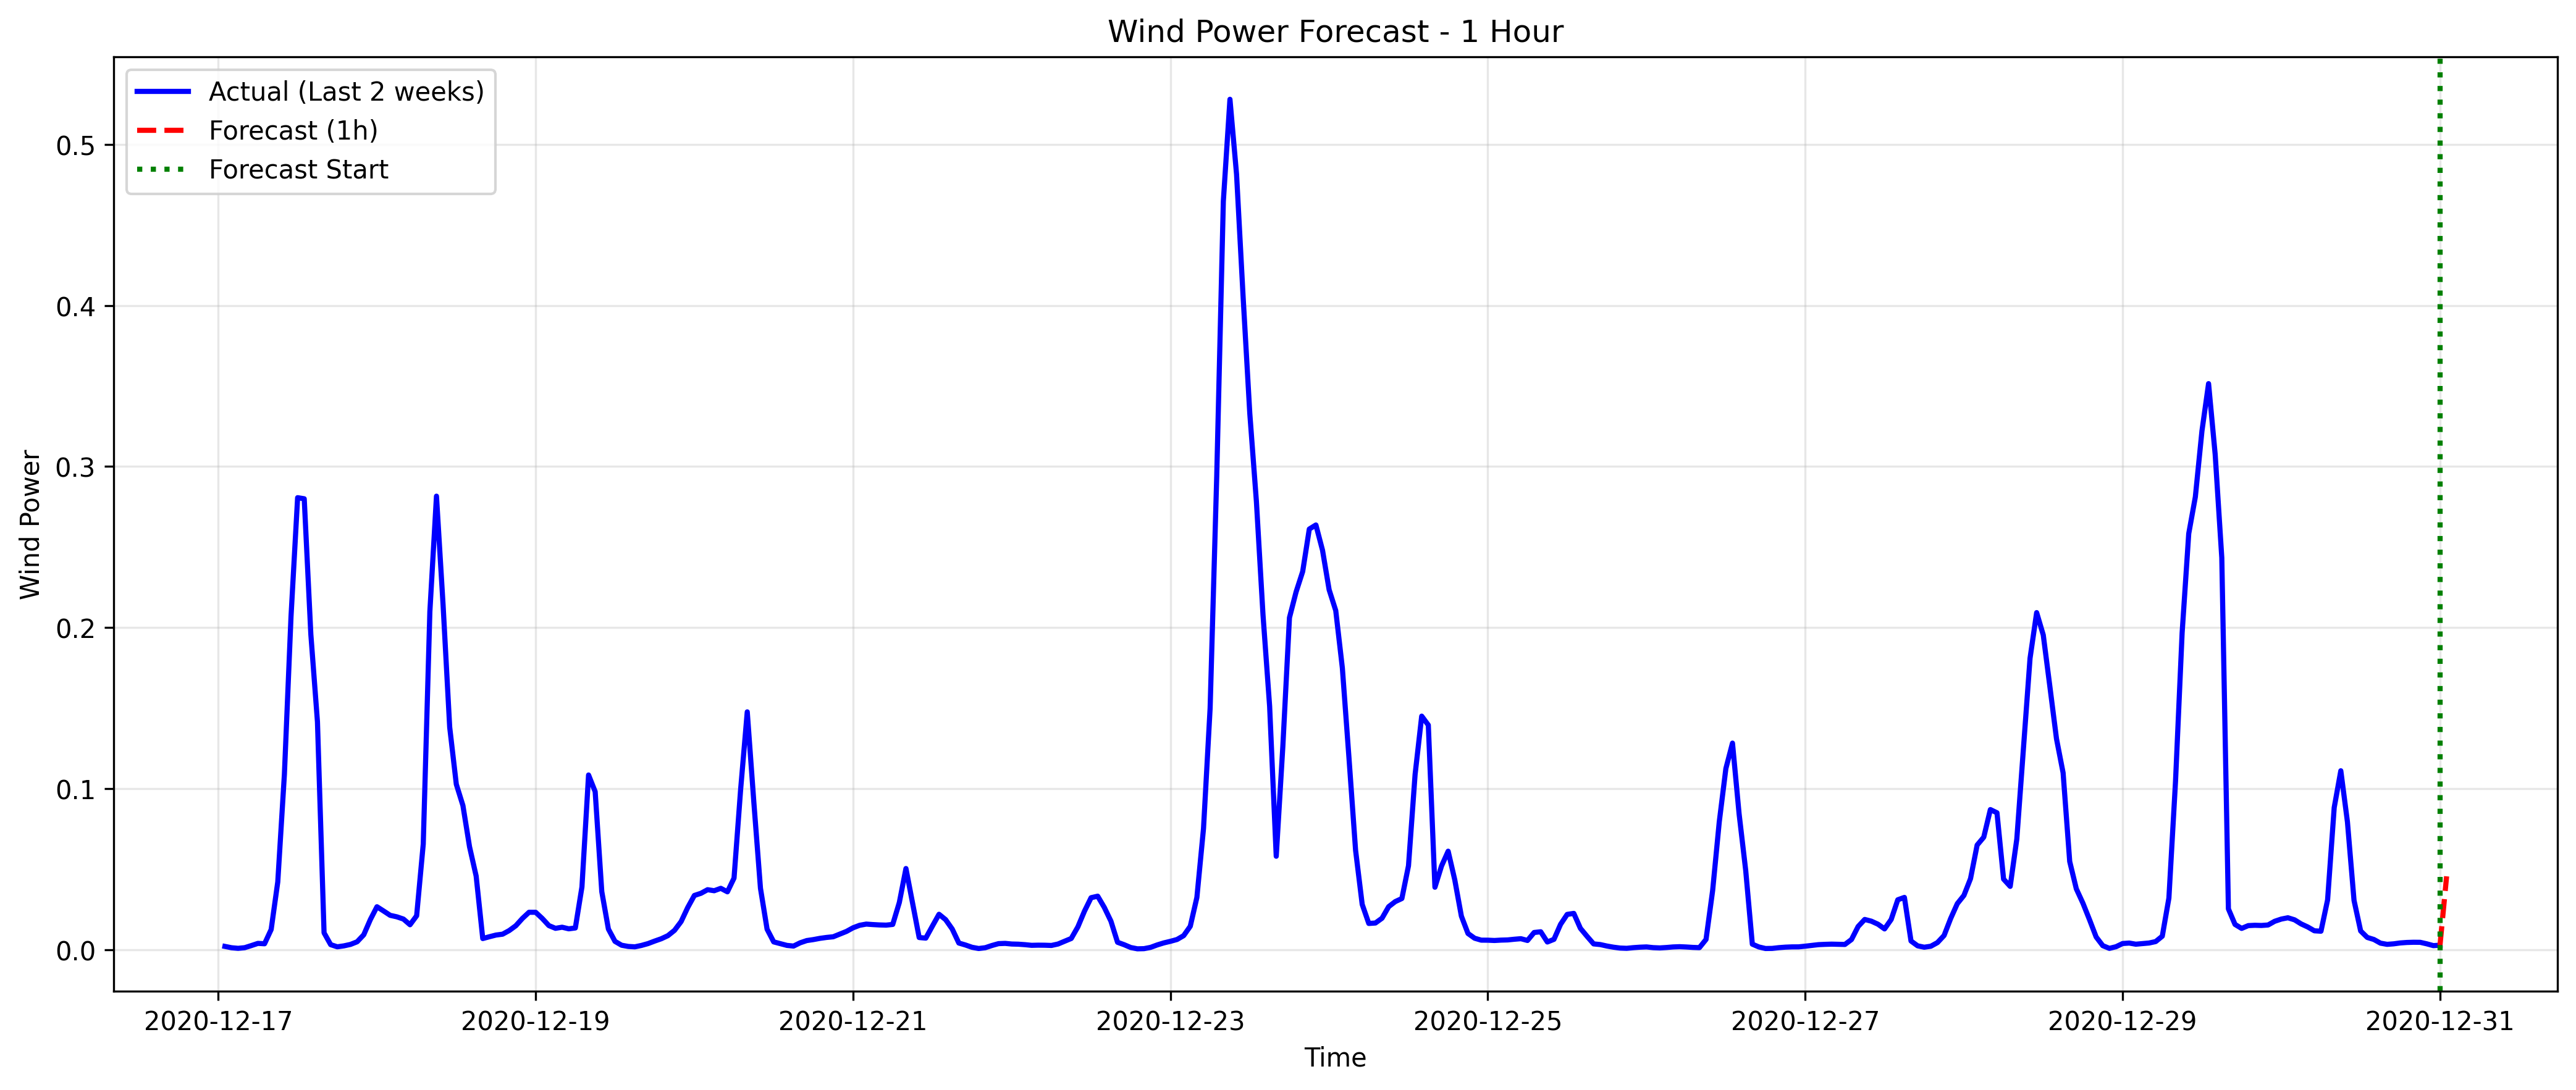 Wind Power Forecast - 1 Hour
Actual (Last 2 weeks)
Forecast (1h)
Forecast Start
Wind Power
0.5
0.4
0.3
0.2
0.1
0.0
2020-12-17
2020-12-19
2020-12-21
2020-12-23
2020-12-25
2020-12-27
2020-12-29
2020-12-31
Time